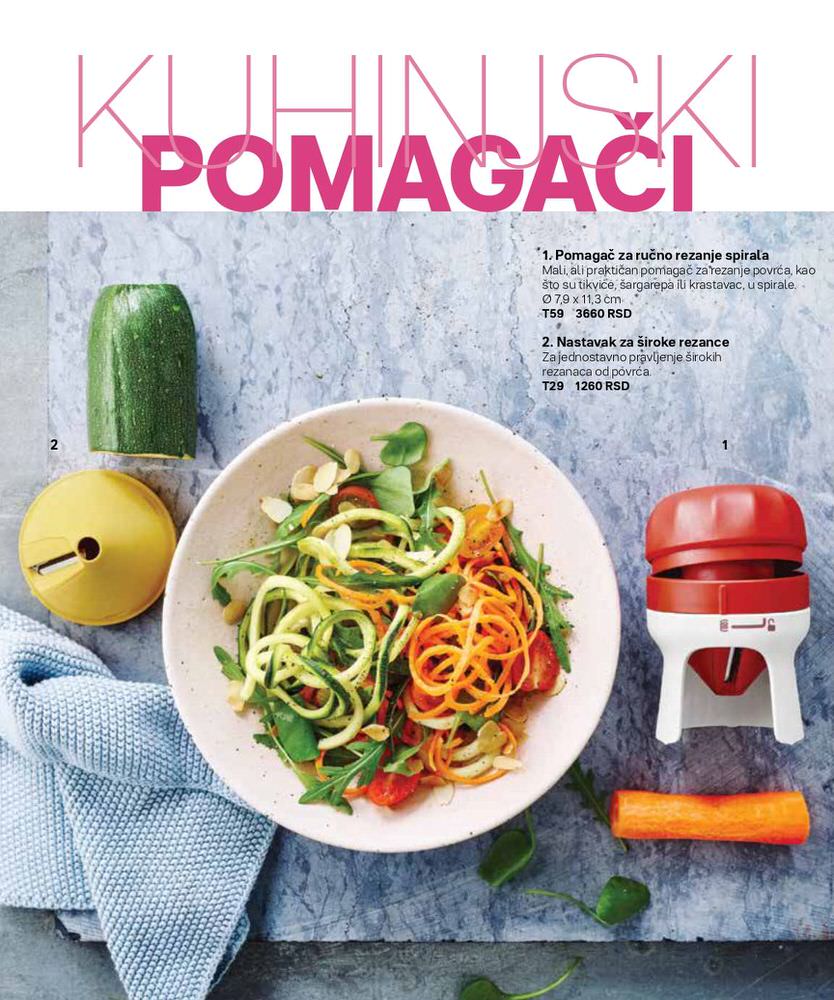 KUHINJSKI
POMAGAČI
1. Pomagač za ručno rezanje spirala
Mali, ali praktičan pomagač za rezanje povrća, kao
što su tikvice, šargarepa ili krastavac, u spirale.
Ø 7,9 x 11,3 cm
T59 3660 RSD
2. Nastavak za široke rezance
Za jednostavno pravljenje širokih
rezanaca od povrća.
T29 1260 RSD
2
1